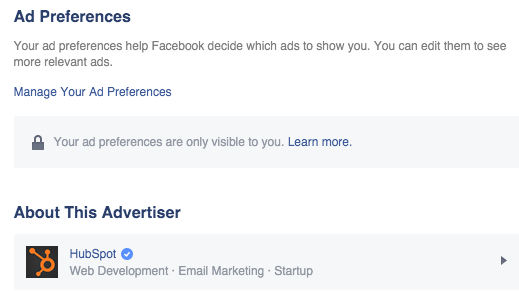 Ad Preferences
Your ad preferences help Facebook decide which ads to show you. You can edit them to see
more relevant ads.
Manage Your Ad Preferences
Your ad preferences are only visible to you. Learn more.
About This Advertiser
HubSpot
Web Development · Email Marketing · Startup